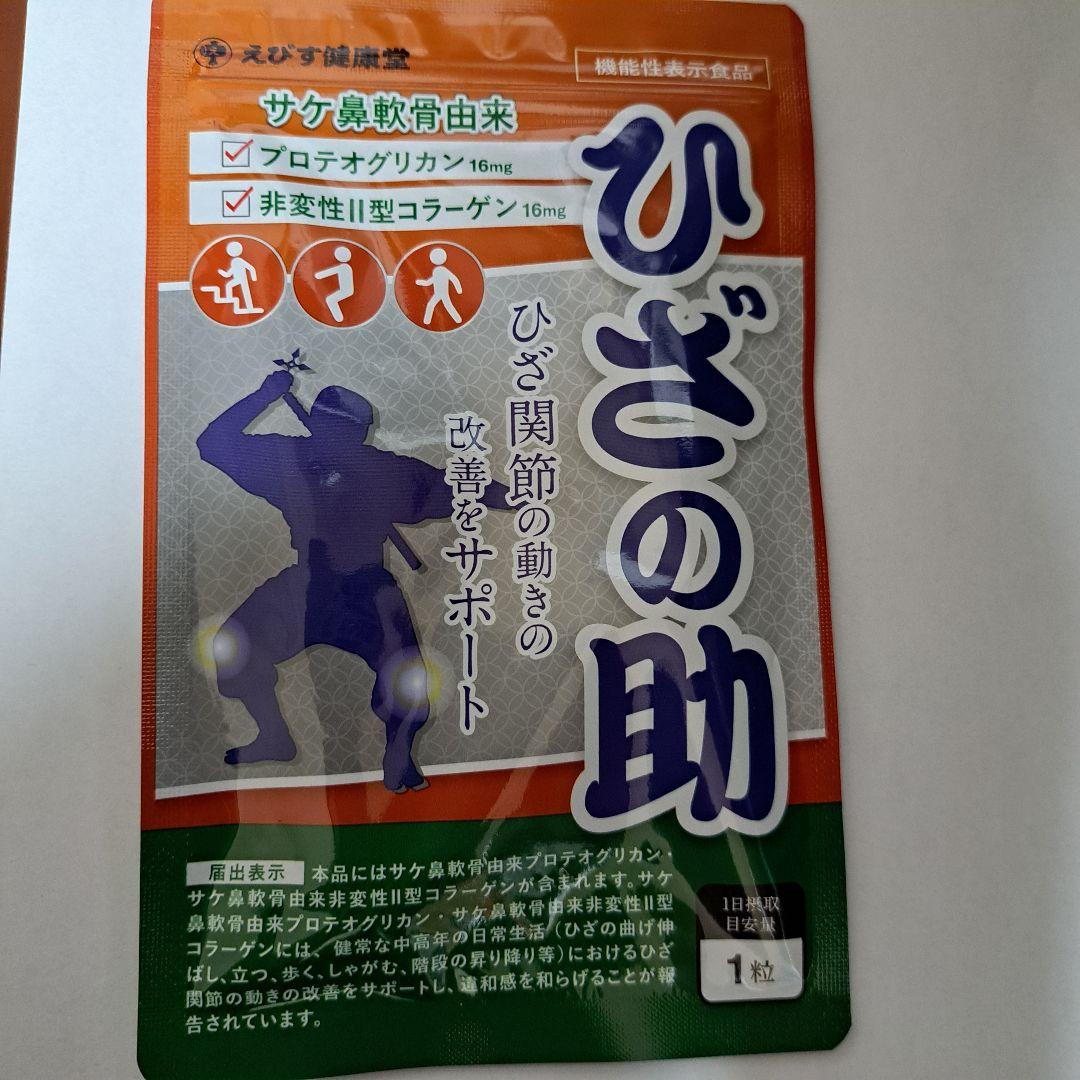 えびす健康堂
機能性表示食品
サケ鼻軟骨由来
プロテオグリカン 16mg
非変性II型コラーゲン 16mg
ひざの助
ひざ関節の動きの
改善をサポート
届出表示 本品にはサケ鼻軟骨由来プロテオグリカン・
サケ鼻軟骨由来非変性II型コラーゲンが含まれます。サケ
鼻軟骨由来プロテオグリカン・サケ鼻軟骨由来非変性II型
コラーゲンには、健常な中高年の日常生活(ひざの曲げ伸
ばし、立つ、歩く、しゃがむ、階段の昇り降り等)におけるひざ
関節の動きの改善をサポートし、違和感を和らげることが報
告されています。
1日摂取
目安量
1粒